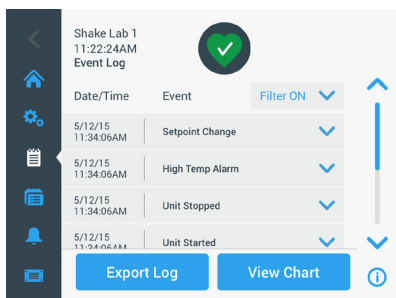 Shake Lab 1
11:22:24AM
Event Log
Date/Time Event Filter ON
5/12/15
11:34:06AM
Setpoint Change
5/12/15
11:34:06AM
High Temp Alarm
5/12/15
11:34:06AM
Unit Stopped
5/12/15
11:34:06AM
Unit Started
Export Log View Chart